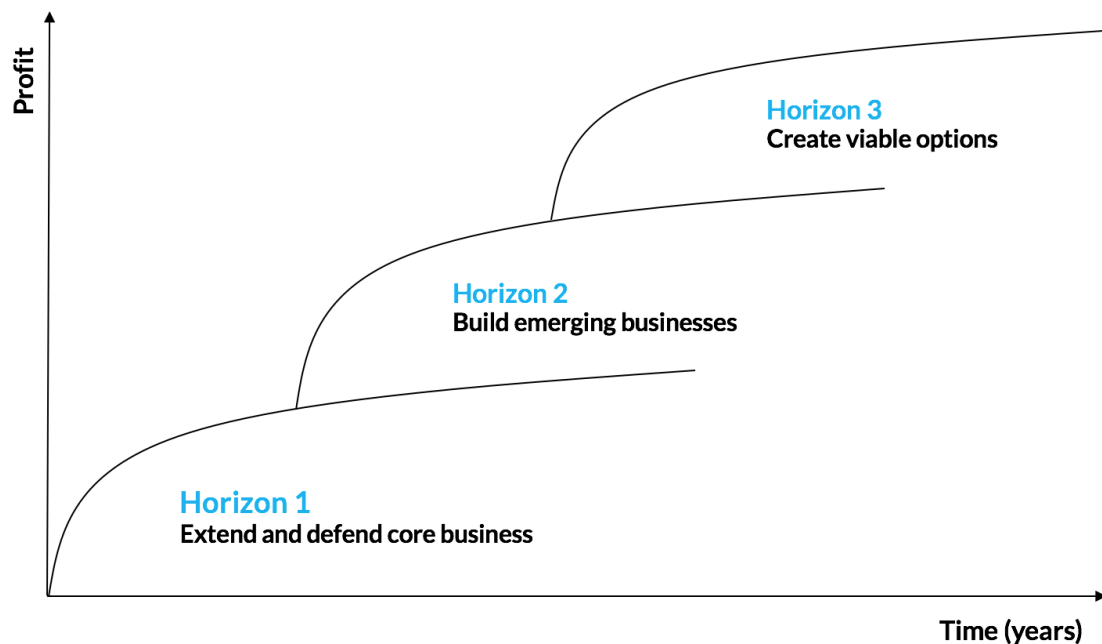 Profit
Horizon 3
Create viable options
Horizon 2
Build emerging businesses
Horizon 1
Extend and defend core business
Time (years)